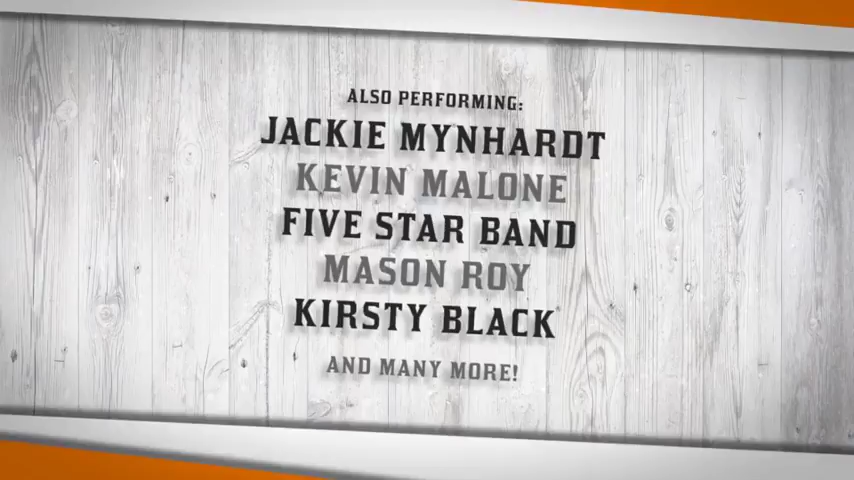 ALSO PERFORMING:
JACKIE MYNHARDT
KEVIN MALONE
FIVE STAR BAND
MASON ROY
KIRSTY BLACK
AND MANY MORE!